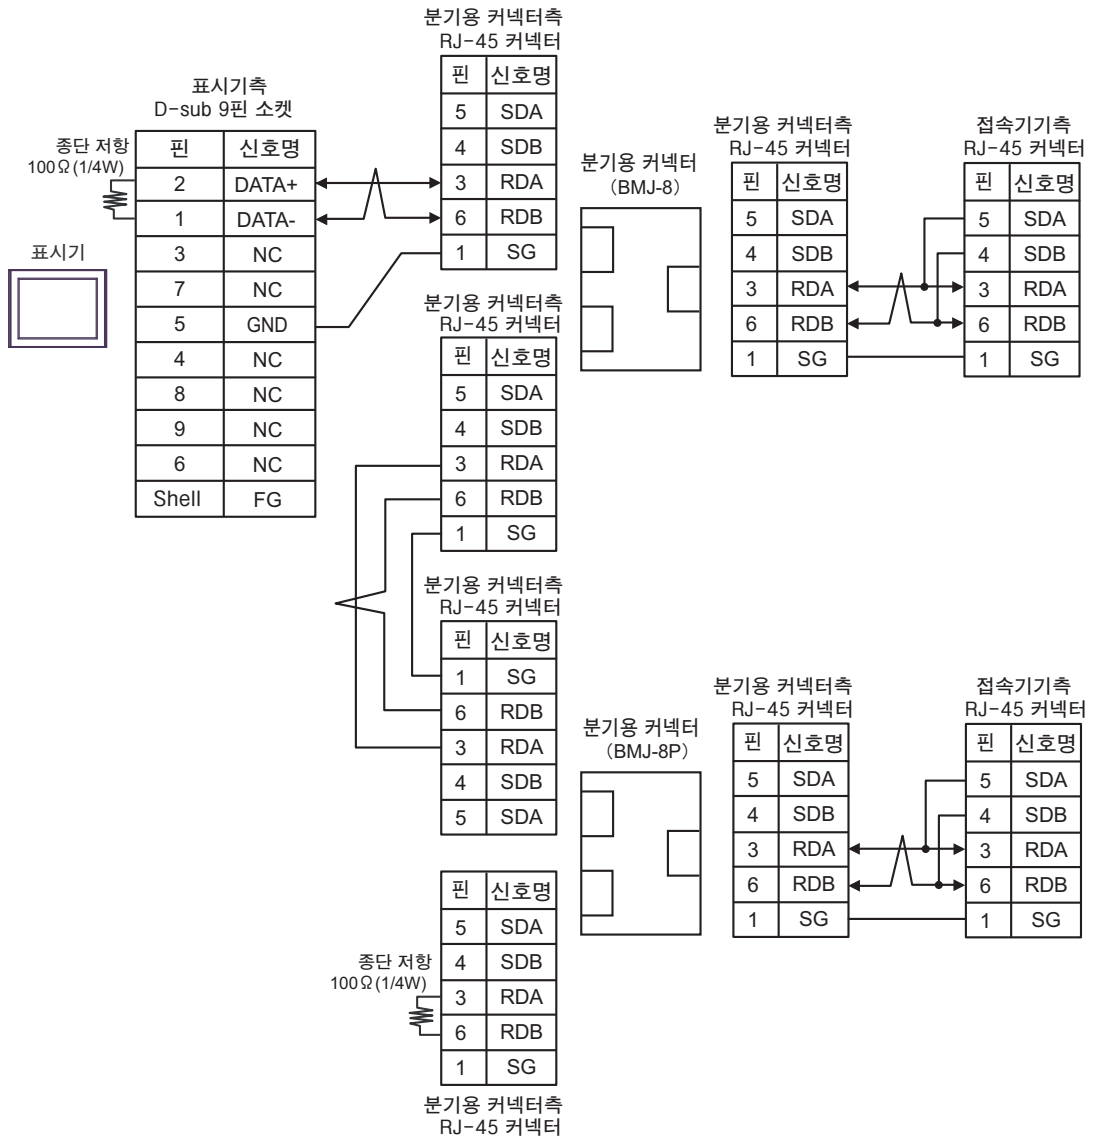 분기용 커넥터측
RJ-45 커넥터
핀 신호명
5 SDA
4 SDB
3 RDA
6 RDB
1 SG
표시기측
D-sub 9핀 소켓
종단 저항
100Ω(1/4W)
핀 신호명
2 DATA+
1 DATA-
3 NC
7 NC
5 GND
4 NC
8 NC
9 NC
6 NC
Shell FG
표시기
분기용 커넥터
(BMJ-8)
분기용 커넥터측
RJ-45 커넥터
핀 신호명
5 SDA
4 SDB
3 RDA
6 RDB
1 SG
접속기기측
RJ-45 커넥터
핀 신호명
5 SDA
4 SDB
3 RDA
6 RDB
1 SG
분기용 커넥터측
RJ-45 커넥터
핀 신호명
5 SDA
4 SDB
3 RDA
6 RDB
1 SG
분기용 커넥터측
RJ-45 커넥터
핀 신호명
1 SG
6 RDB
3 RDA
4 SDB
5 SDA
분기용 커넥터
(BMJ-8P)
분기용 커넥터측
RJ-45 커넥터
핀 신호명
5 SDA
4 SDB
3 RDA
6 RDB
1 SG
접속기기측
RJ-45 커넥터
핀 신호명
5 SDA
4 SDB
3 RDA
6 RDB
1 SG
종단 저항
100Ω(1/4W)
핀 신호명
5 SDA
4 SDB
3 RDA
6 RDB
1 SG
분기용 커넥터측
RJ-45 커넥터